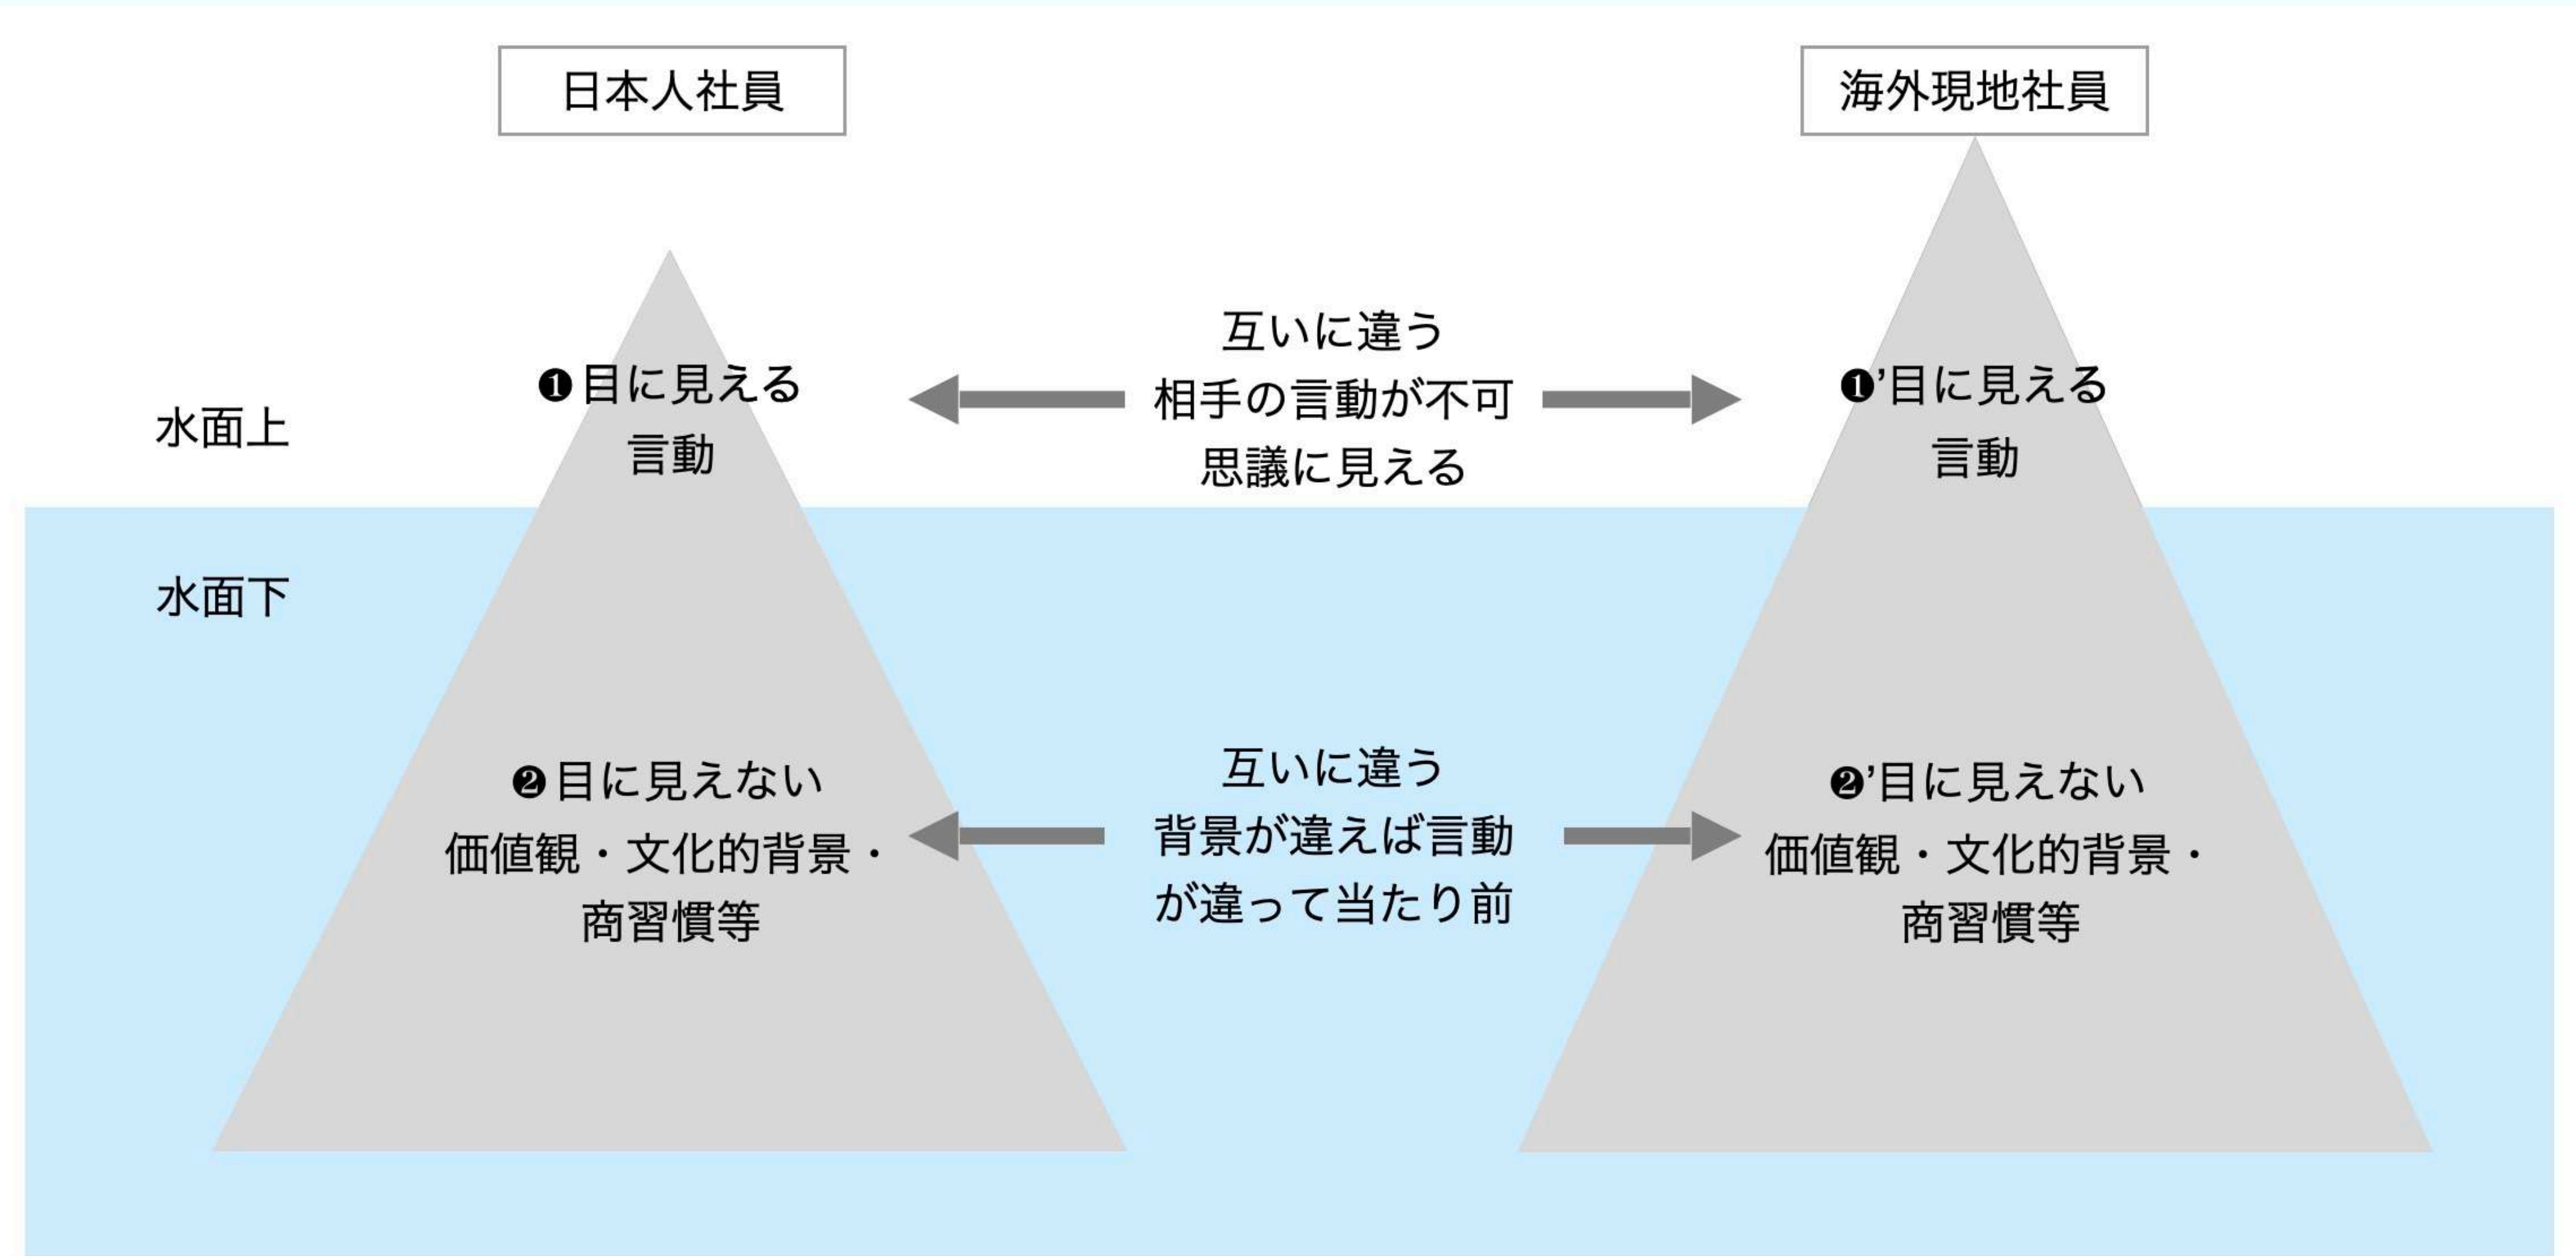 日本人社員
海外現地社員
水面上
❶目に見える
言動
互いに違う
相手の言動が不可
思議に見える
❶’目に見える
言動
水面下
❷目に見えない
価値観・文化的背景・
商習慣等
互いに違う
背景が違えば言動
が違って当たり前
❷’目に見えない
価値観・文化的背景・
商習慣等